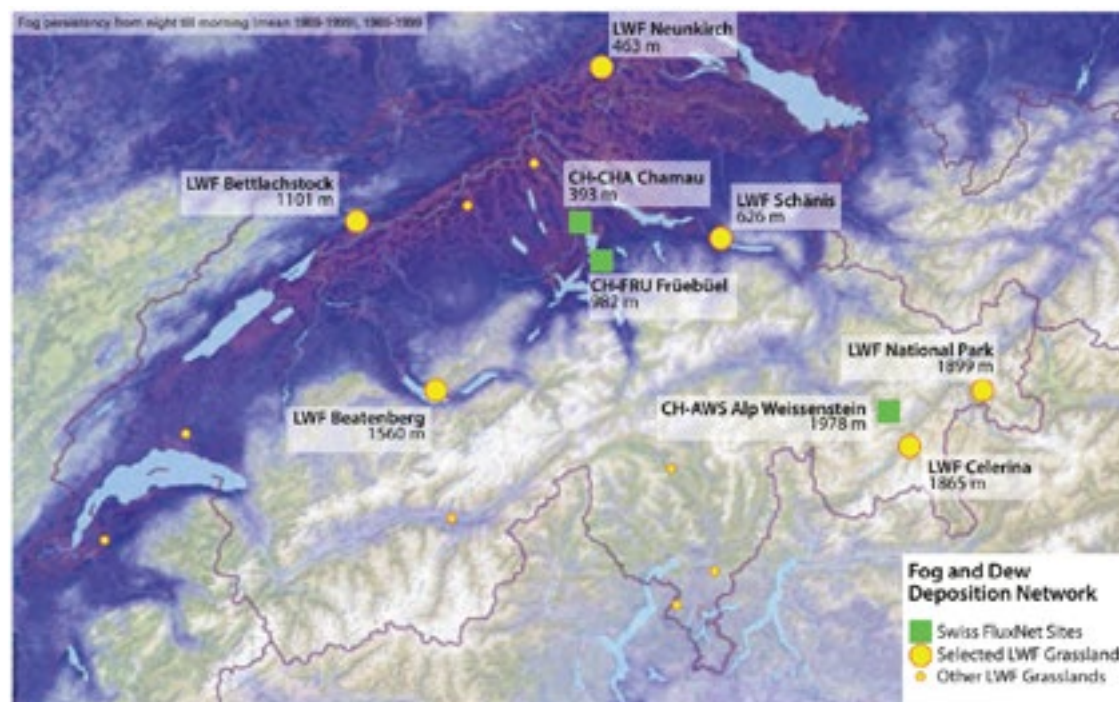 Fog persistency from night till morning (mean 1989-1999), 1989-1999
LWF Neunkirch
463 m
LWF Bettlachstock
1101 m
CH-CHA Chamau
393 m
LWF Schänis
626 m
CH-FRU Früebüel
982 m
LWF National Park
1899 m
LWF Beatenberg
1560 m
CH-AWS Alp Weissenstein
1978 m
LWF Celerina
1865 m
Fog and Dew
Deposition Network
Swiss FluxNet Sites
Selected LWF Grassland
Other LWF Grasslands